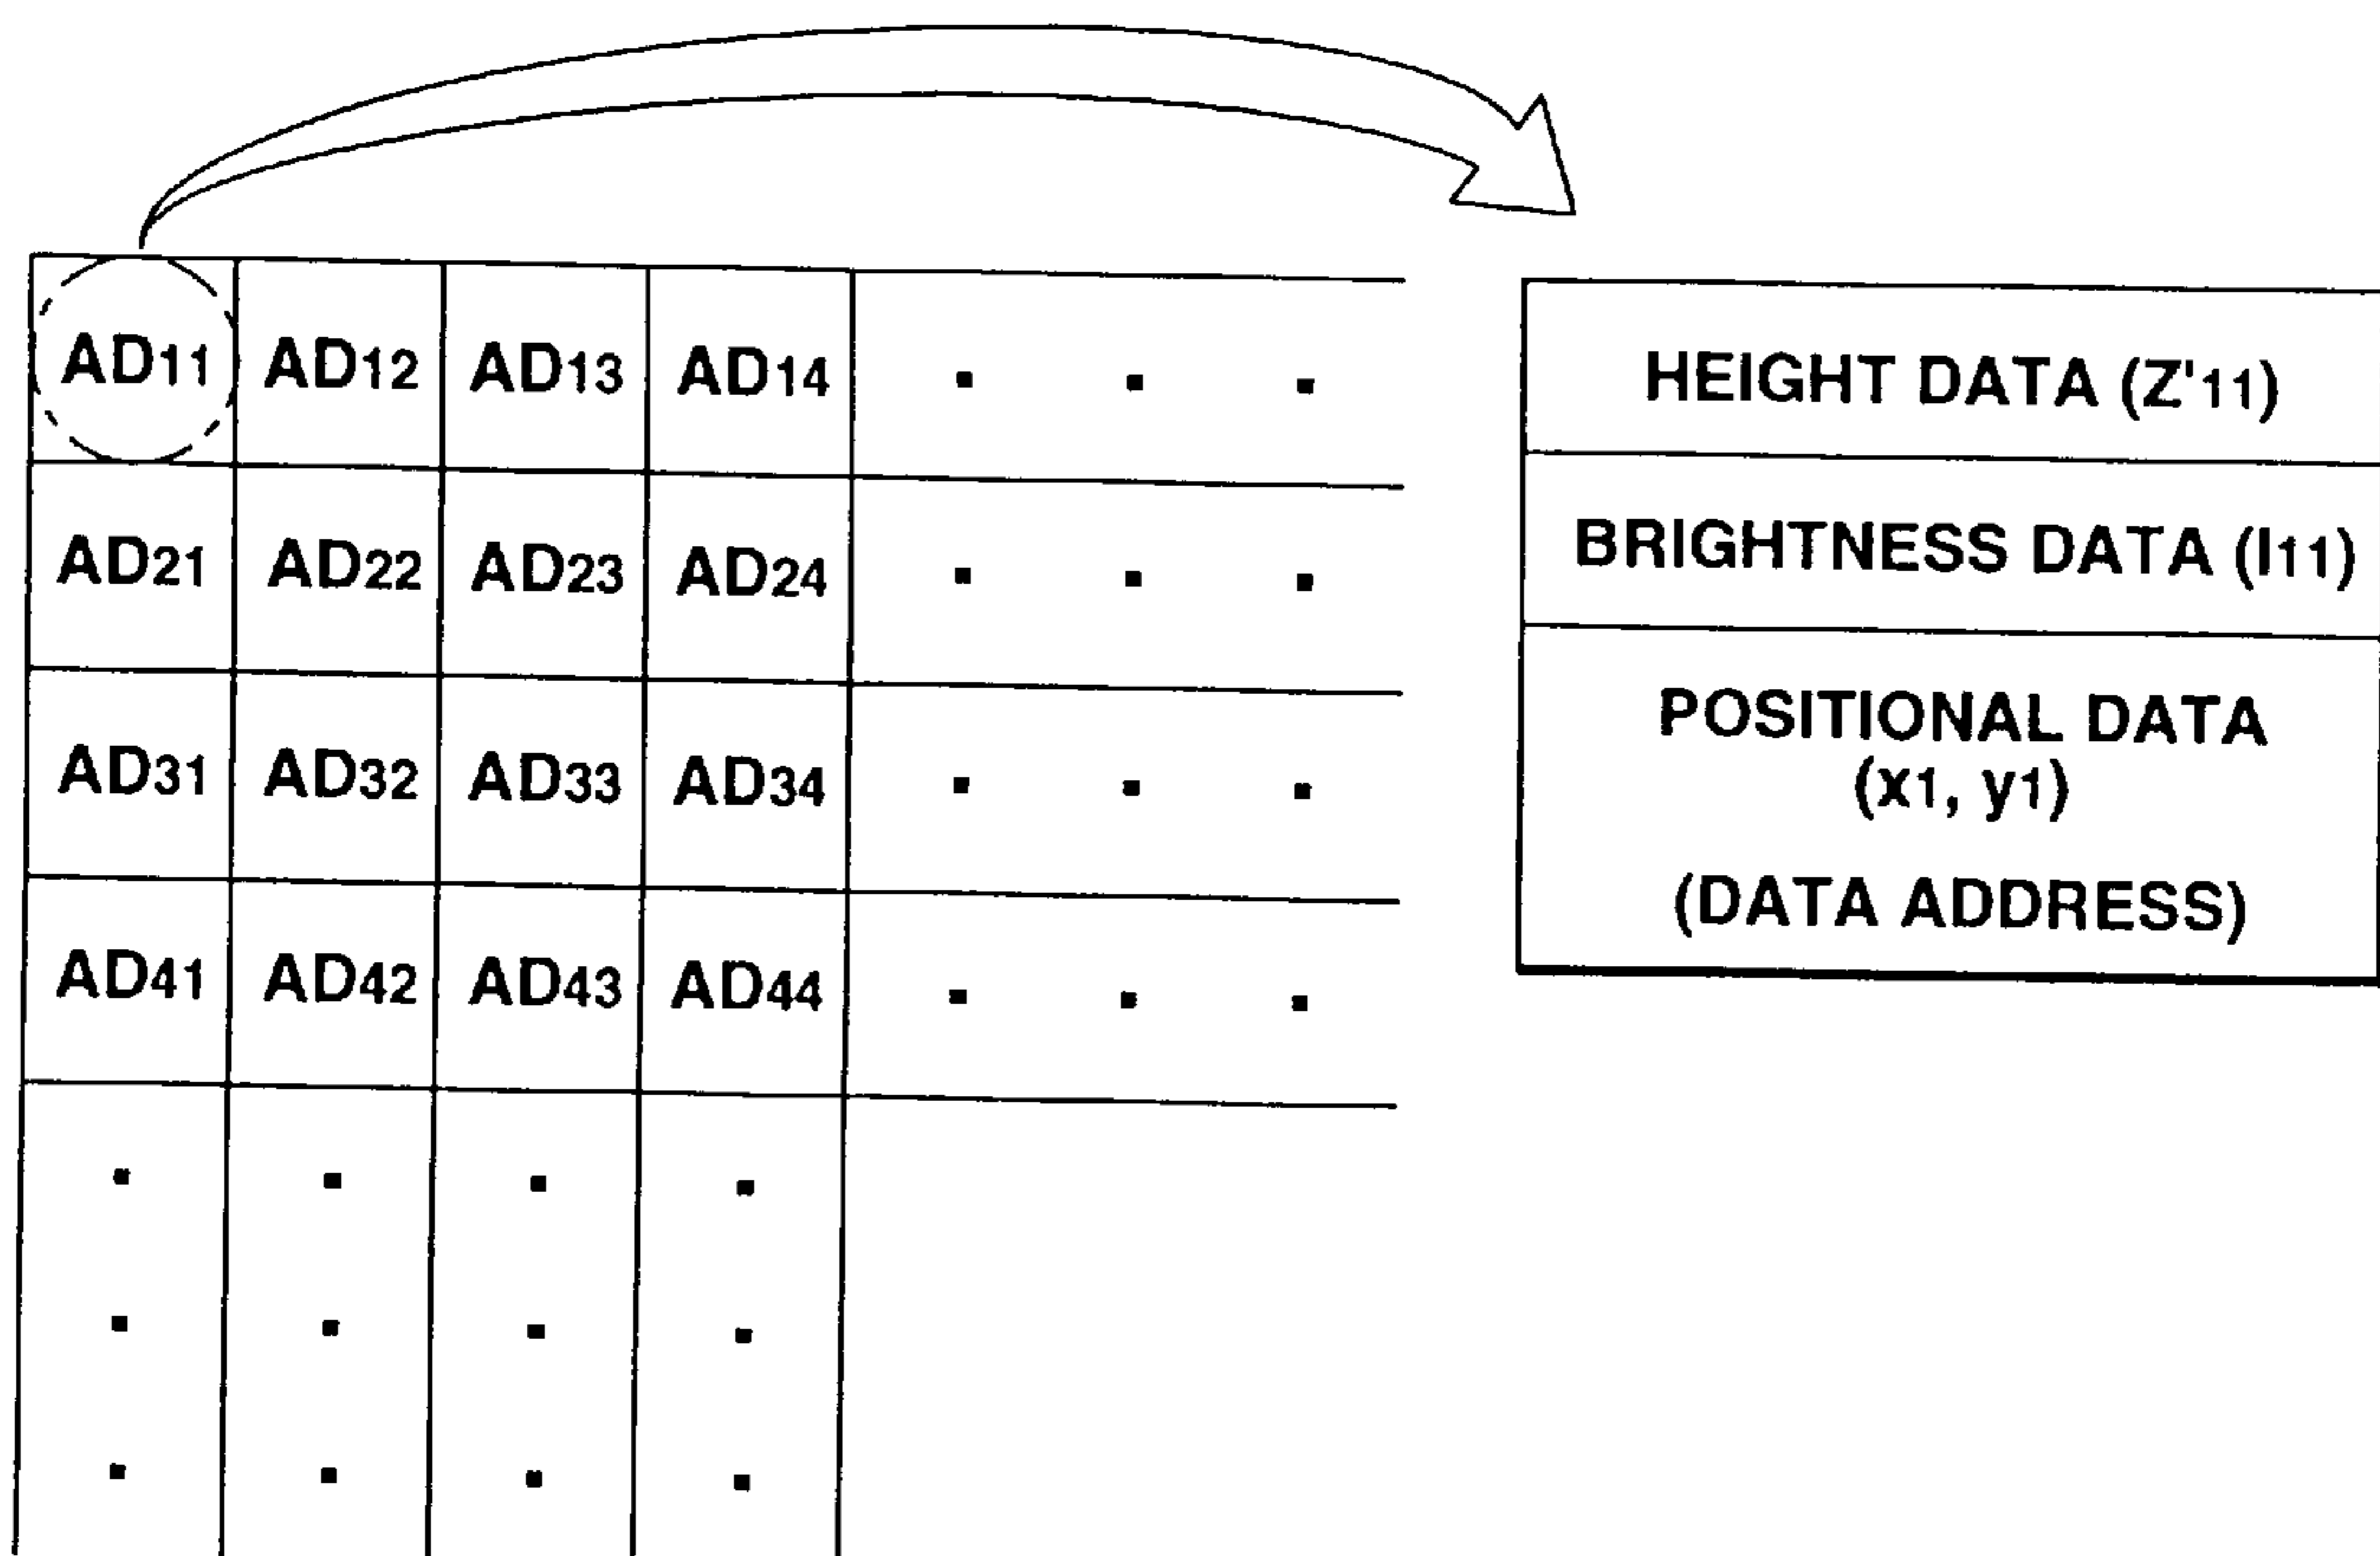 AD11 AD12 AD13 AD14 . . .
AD21 AD22 AD23 AD24 . . .
AD31 AD32 AD33 AD34 . . .
AD41 AD42 AD43 AD44 . . .
. . . .
. . . .
. . . .
HEIGHT DATA (Z'11)
BRIGHTNESS DATA (I11)
POSITIONAL DATA
(x1, y1)
(DATA ADDRESS)